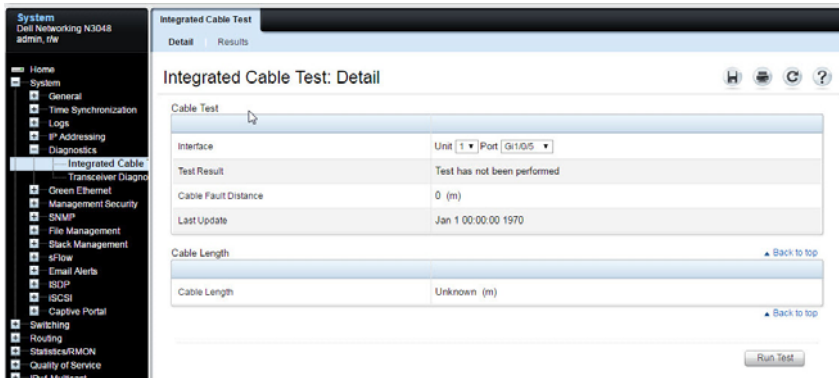 System
Dell Networking N3048
admin, r/w
Home
System
General
Time Synchronization
Logs
IP Addressing
Diagnostics
Integrated Cable
Transceiver Diagno
Green Ethernet
Management Security
SNMP
File Management
Stack Management
sFlow
Email Alerts
ISDP
iSCSI
Captive Portal
Switching
Routing
Statistics/RMON
Quality of Service
IPv4 Multicast
Integrated Cable Test
Detail Results
Integrated Cable Test: Detail
Cable Test
Interface Unit 1 Port Gi1/0/5
Test Result Test has not been performed
Cable Fault Distance 0 (m)
Last Update Jan 1 00:00:00 1970
Cable Length Back to top
Cable Length Unknown (m)
Back to top
Run Test